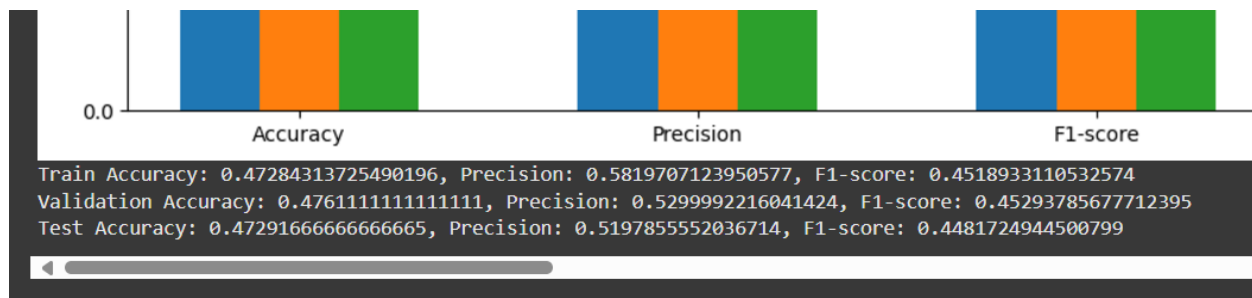 0.0
Accuracy Precision F1-score
Train Accuracy: 0.47284313725490196, Precision: 0.5819707123950577, F1-score: 0.4518933110532574
Validation Accuracy: 0.4761111111111111, Precision: 0.5299992216041424, F1-score: 0.45293785677712395
Test Accuracy: 0.47291666666666665, Precision: 0.5197855552036714, F1-score: 0.4481724944500799